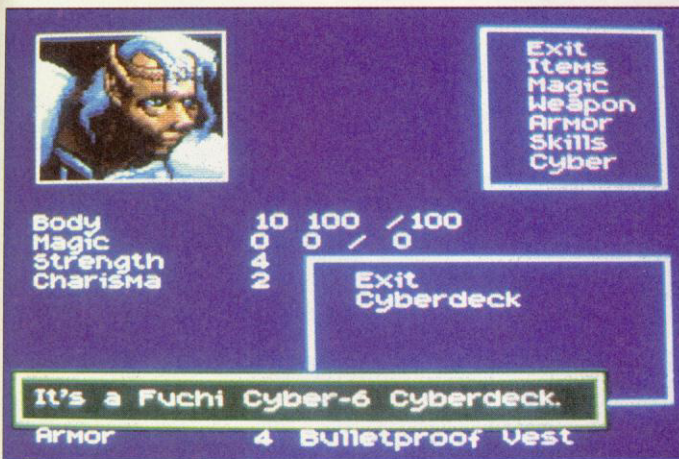 Exit
Items
Magic
Weapon
Armor
Skills
Cyber
Body 10 100 /100
Magic 0 0 / 0
Strength 4
Charisma 2
Exit
Cyberdeck
It's a Fuchi Cyber-6 Cyberdeck.
Armor 4 Bulletproof Vest